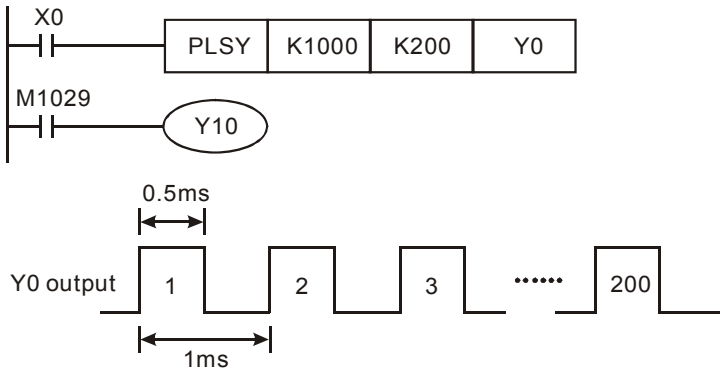 X0
PLSY K1000 K200 Y0
M1029
Y10
0.5ms
Y0 output 1 2 3 ...... 200
1ms